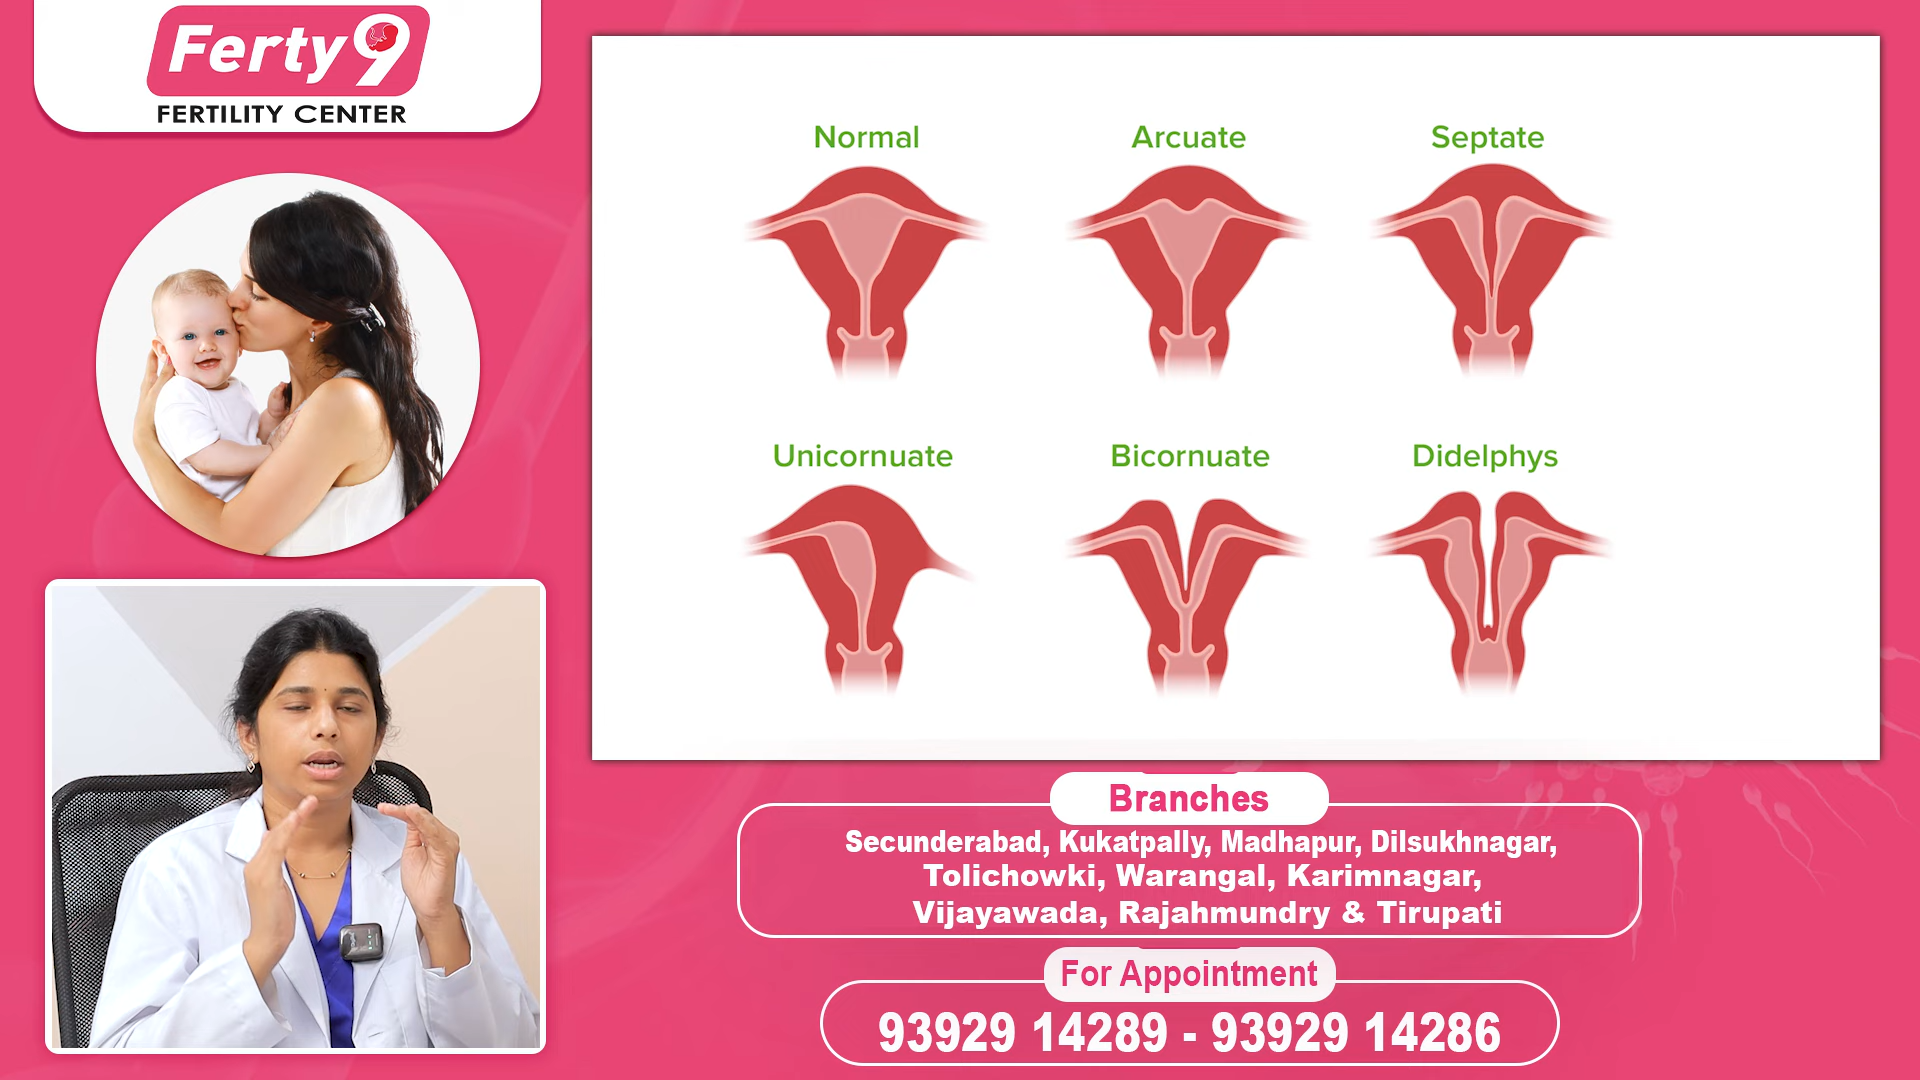 Ferty9
FERTILITY CENTER
Normal
Arcuate
Septate
Unicornuate
Bicornuate
Didelphys
Branches
Secunderabad, Kukatpally, Madhapur, Dilsukhnagar,
Tolichowki, Warangal, Karimnagar,
Vijayawada, Rajahmundry & Tirupati
For Appointment
93929 14289 - 93929 14286